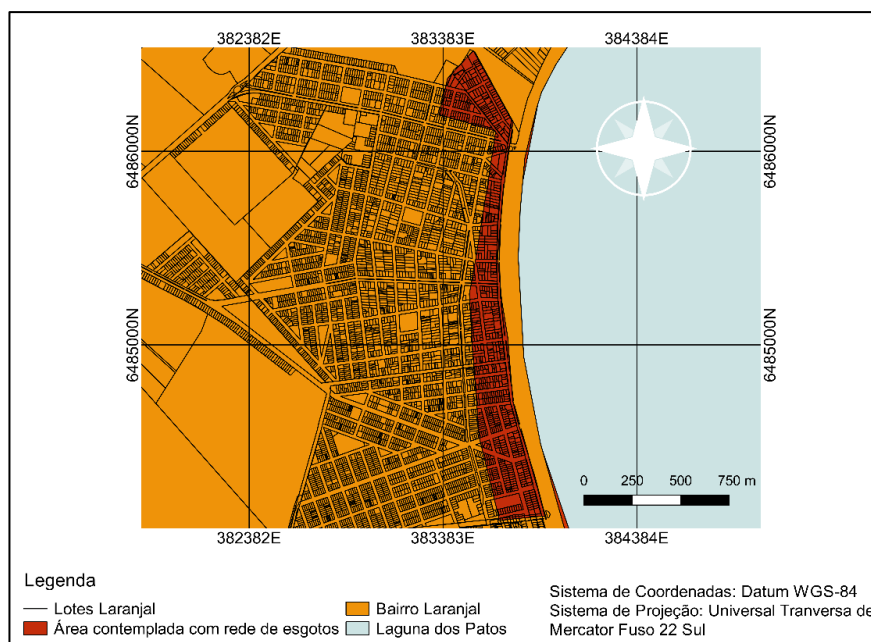 382382E 383383E 384384E
6486000N 6486000N
6485000N 6485000N
0 250 500 750 m
382382E 383383E 384384E
Legenda
Lotes Laranjal
Bairro Laranjal
Área contemplada com rede de esgotos
Laguna dos Patos
Sistema de Coordenadas: Datum WGS-84
Sistema de Projeção: Universal Tranversa de
Mercator Fuso 22 Sul